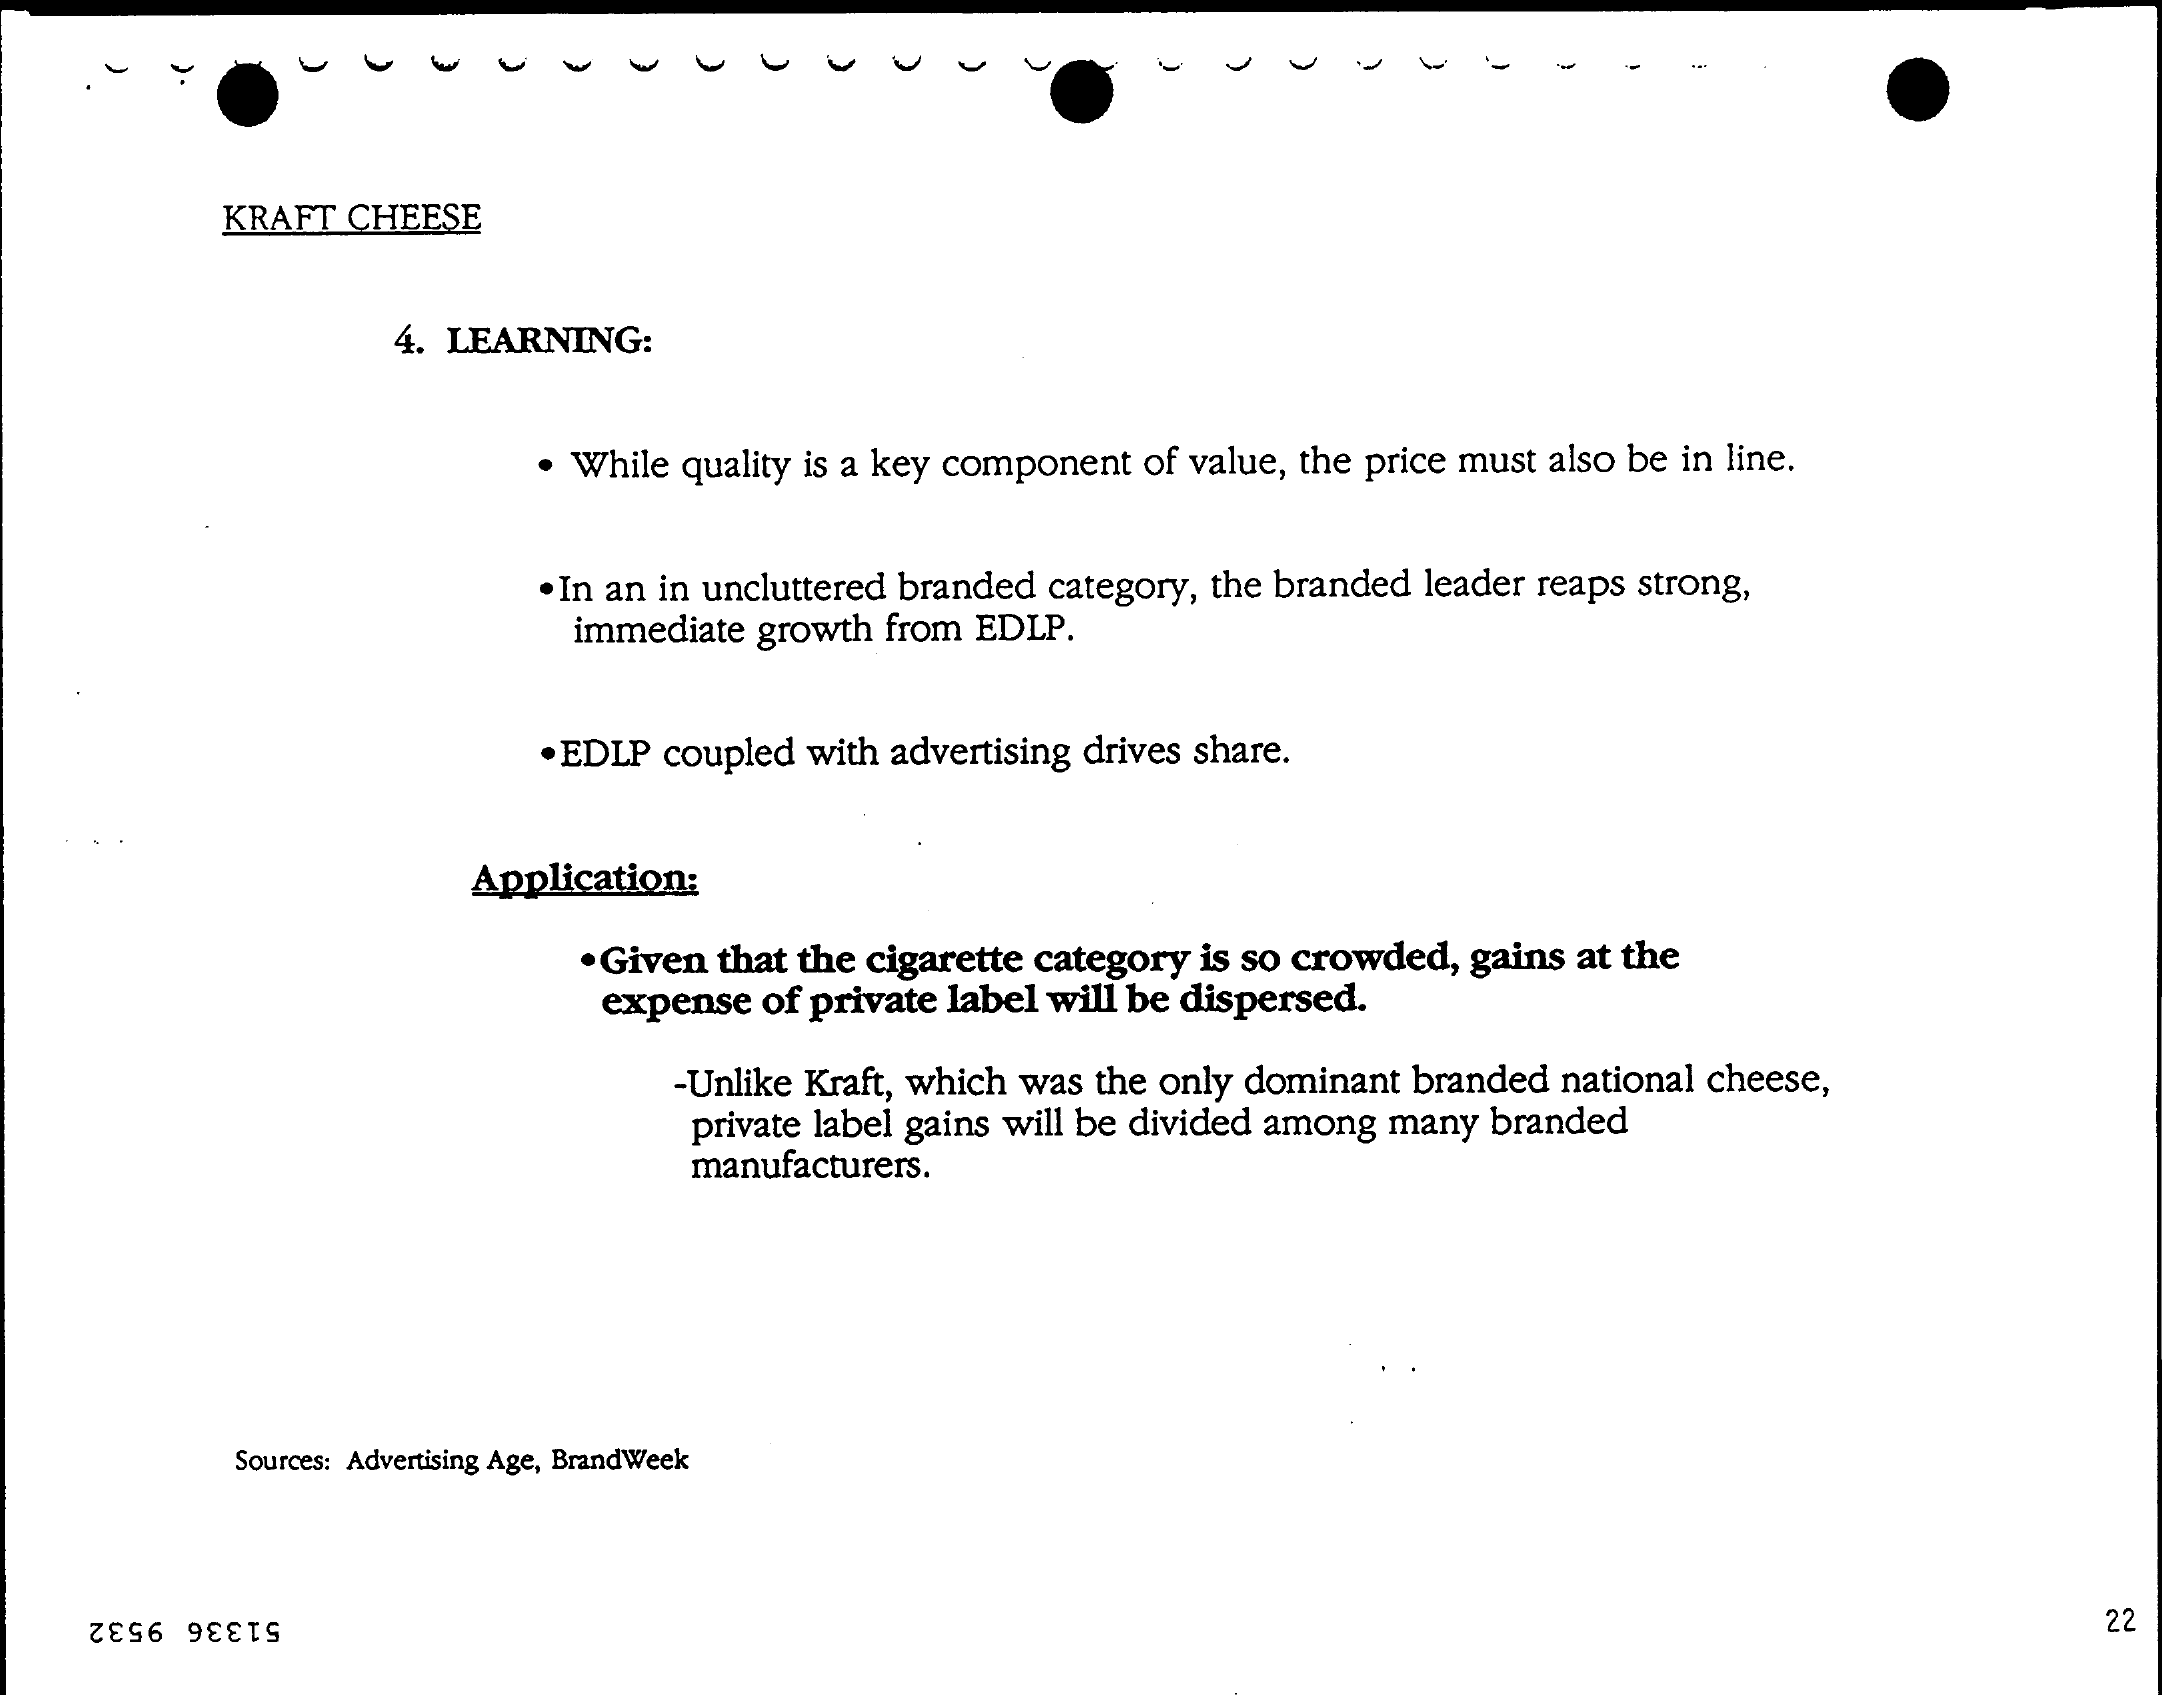 KRAFT CHEESE
4. LEARNING:
• While quality is a key component of value, the price must also be in line.
•In an in uncluttered branded category, the branded leader reaps strong,
immediate growth from EDLP.
•EDLP coupled with advertising drives share.
Application:
•Given that the cigarette category is so crowded, gains at the
expense of private label will be dispersed.
-Unlike Kraft, which was the only dominant branded national cheese,
private label gains will be divided among many branded
manufacturers.
Sources: Advertising Age, BrandWeek
51336 9532
22